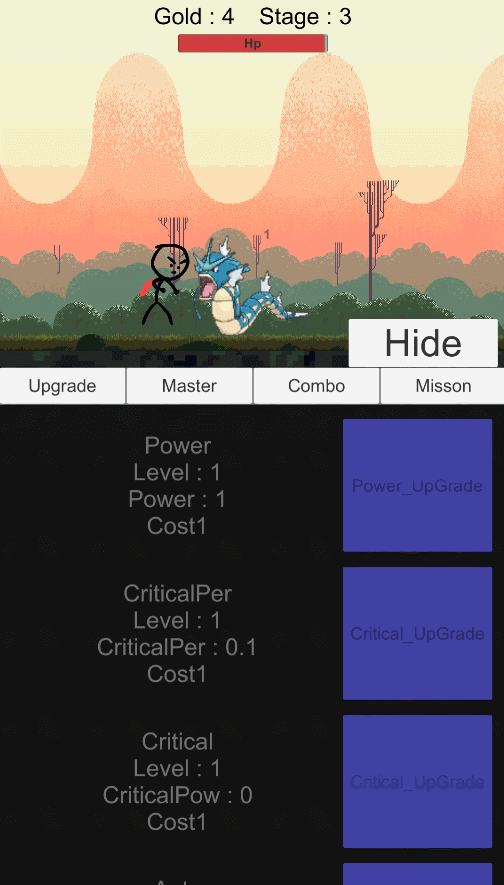 Gold : 4 Stage : 3
Hp
1
Hide
Upgrade Master Combo Misson
Power
Level : 1
Power : 1
Cost1
Power_UpGrade
CriticalPer
Level : 1
CriticalPer : 0.1
Cost1
Critical_UpGrade
Critical
Level : 1
CriticalPow : 0
Cost1
Critical_UpGrade